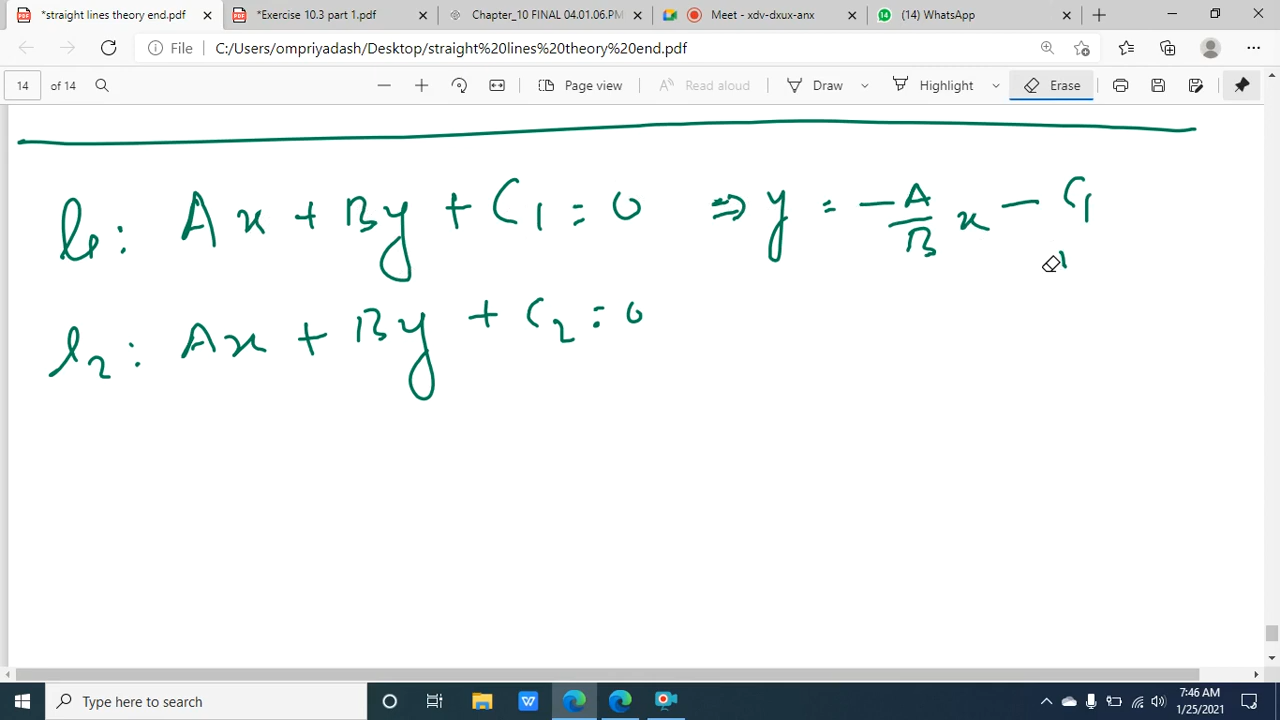 *straight lines theory end.pdf
*Exercise 10.3 part 1.pdf
Chapter_10 FINAL 04.01.06.PM
Meet - xdv-dxux-anx
(14) WhatsApp
File C:/Users/ompriyadash/Desktop/straight%20lines%20theory%20end.pdf
14 of 14 Page view Read aloud Draw Highlight Erase
l1: Ax + By + C1 = 0 ⇒ y = -A/B x - C1
l2: Ax + By + C2 = 0
Type here to search
7:46 AM
1/25/2021